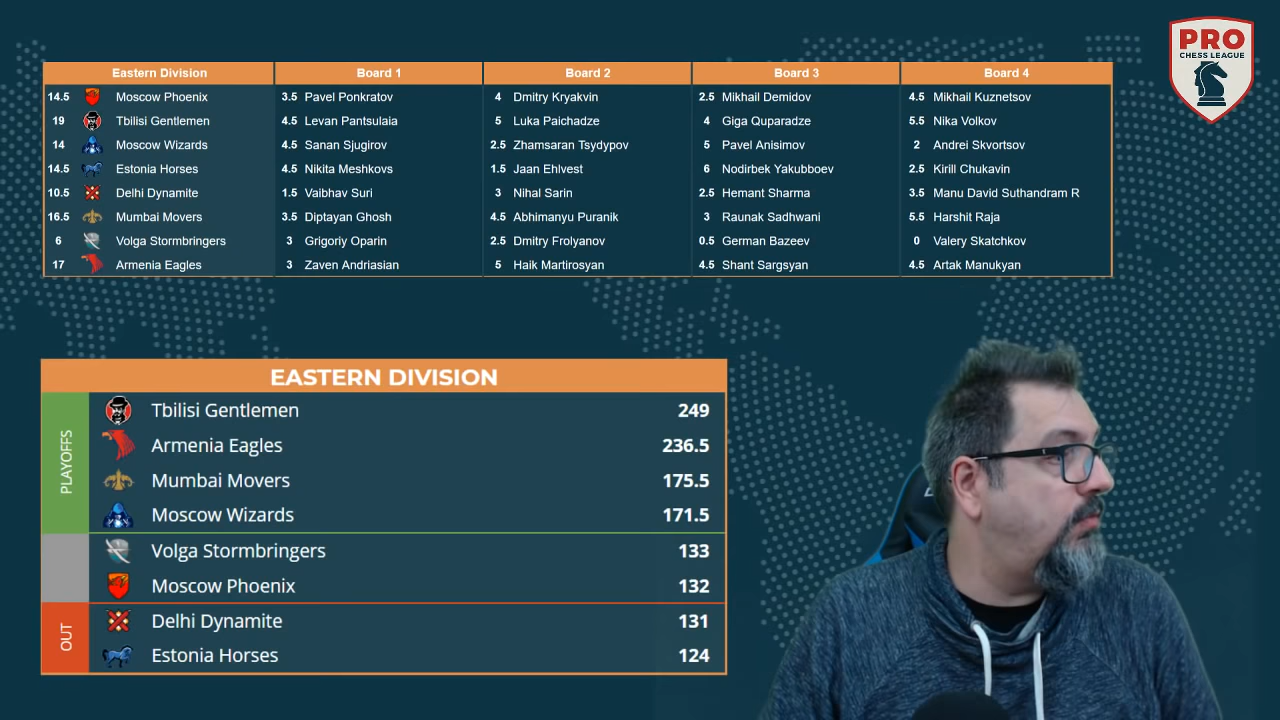 PRO
CHESS LEAGUE
Eastern Division Board 1 Board 2 Board 3 Board 4
14.5 Moscow Phoenix 3.5 Pavel Ponkratov 4 Dmitry Kryakvin 2.5 Mikhail Demidov 4.5 Mikhail Kuznetsov
19 Tbilisi Gentlemen 4.5 Levan Pantsulaia 5 Luka Paichadze 4 Giga Quparadze 5.5 Nika Volkov
14 Moscow Wizards 4.5 Sanan Sjugirov 2.5 Zhamsaran Tsydypov 5 Pavel Anisimov 2 Andrei Skvortsov
14.5 Estonia Horses 4.5 Nikita Meshkovs 1.5 Jaan Ehlvest 6 Nodirbek Yakubboev 2.5 Kirill Chukavin
10.5 Delhi Dynamite 1.5 Vaibhav Suri 3 Nihal Sarin 2.5 Hemant Sharma 3.5 Manu David Suthandram R
16.5 Mumbai Movers 3.5 Diptayan Ghosh 4.5 Abhimanyu Puranik 3 Raunak Sadhwani 5.5 Harshit Raja
6 Volga Stormbringers 3 Grigoriy Oparin 2.5 Dmitry Frolyanov 0.5 German Bazeev 0 Valery Skatchkov
17 Armenia Eagles 3 Zaven Andriasian 5 Haik Martirosyan 4.5 Shant Sargsyan 4.5 Artak Manukyan
EASTERN DIVISION
PLAYOFFS
Tbilisi Gentlemen 249
Armenia Eagles 236.5
Mumbai Movers 175.5
Moscow Wizards 171.5
Volga Stormbringers 133
Moscow Phoenix 132
OUT
Delhi Dynamite 131
Estonia Horses 124